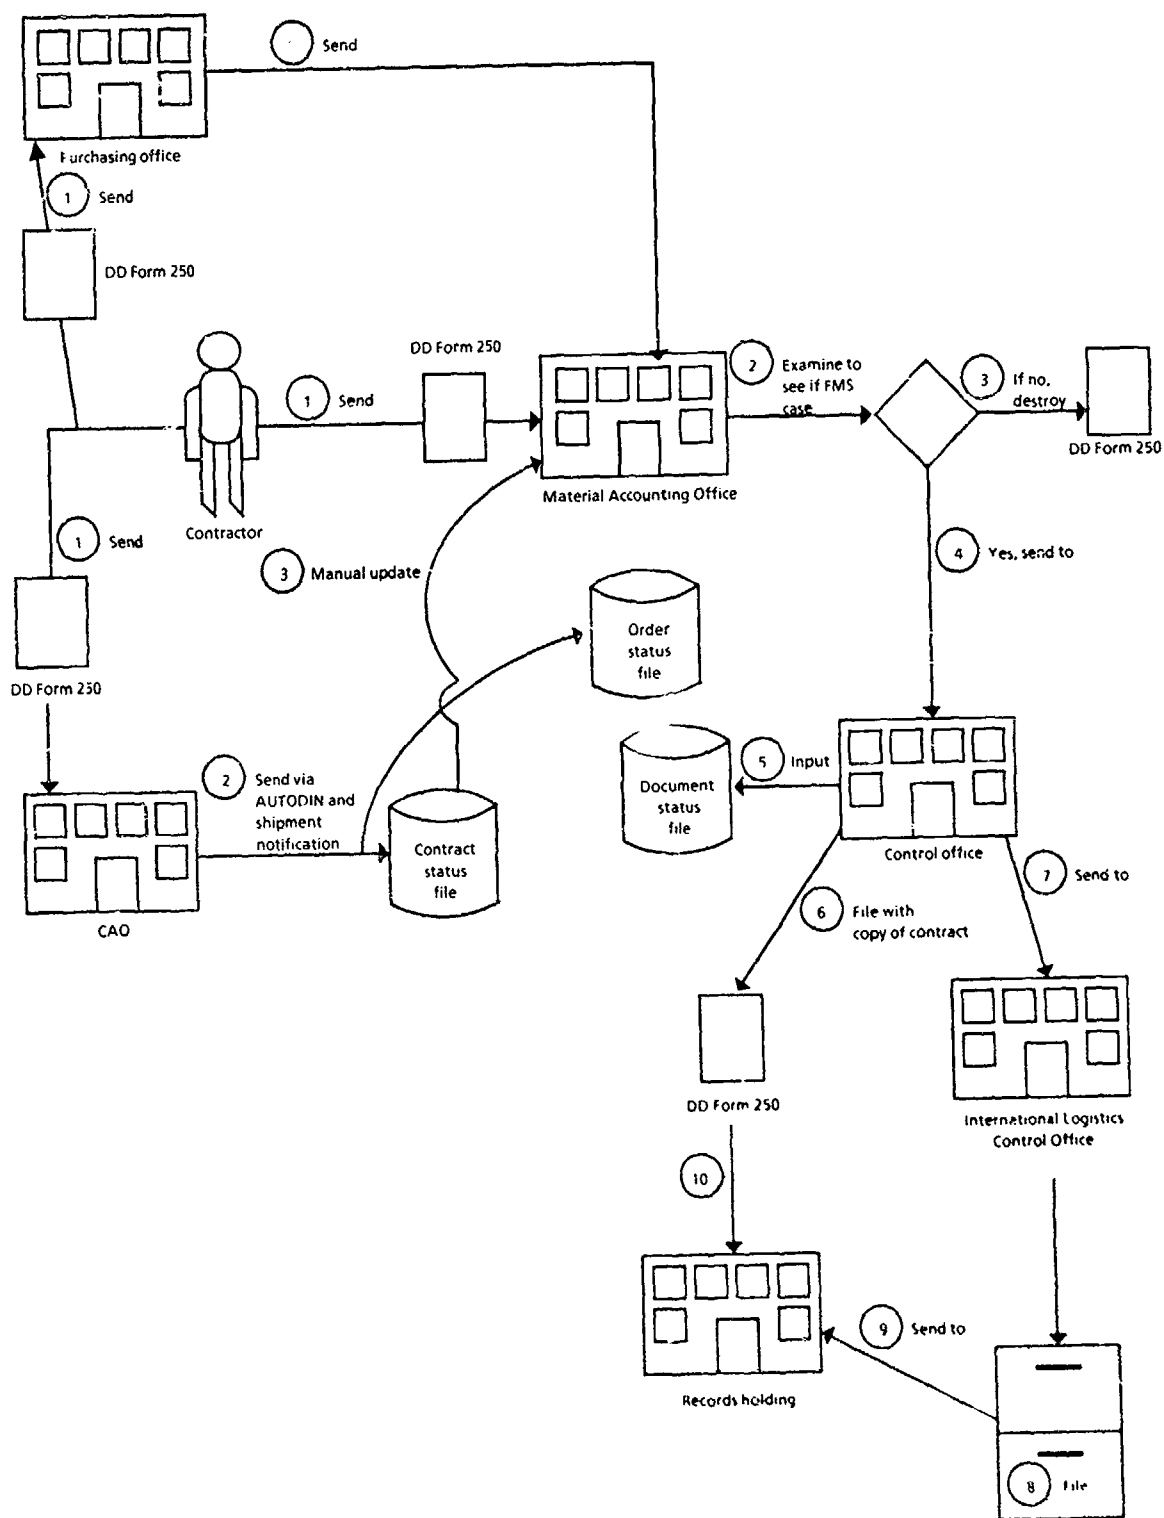 Send
Purchasing office
1 Send
DD Form 250
DD Form 250
1 Send
Contractor
Material Accounting Office
2 Examine to
see if FMS
case
3 If no,
destroy
DD Form 250
1 Send
DD Form 250
3 Manual update
4 Yes, send to
Order
status
file
Document
status
file
5 Input
Control office
2 Send via
AUTODIN and
shipment
notification
Contract
status
file
CAO
6 File with
copy of contract
7 Send to
DD Form 250
International Logistics
Control Office
10
9 Send to
Records holding
8 File